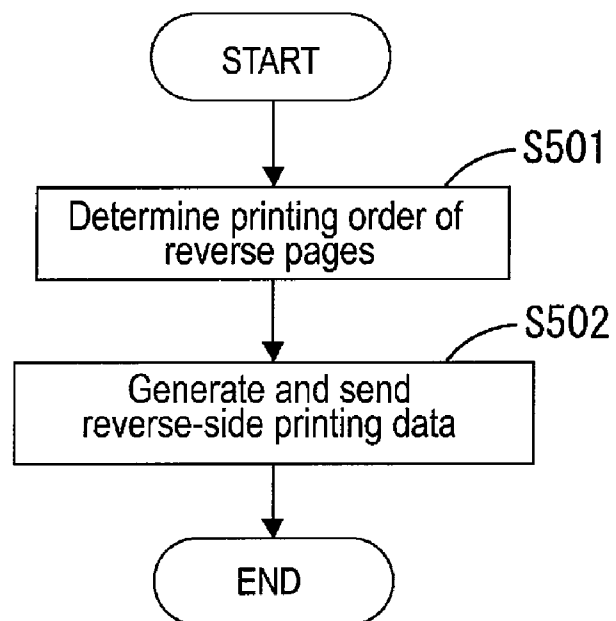 START
S501
Determine printing order of
reverse pages
S502
Generate and send
reverse-side printing data
END